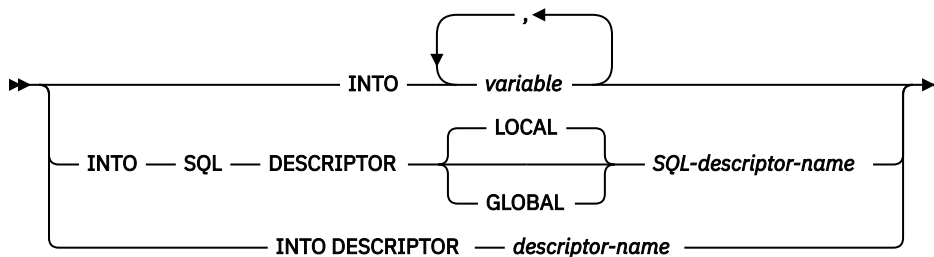 ,
INTO variable
LOCAL
INTO SQL DESCRIPTOR SQL-descriptor-name
GLOBAL
INTO DESCRIPTOR descriptor-name